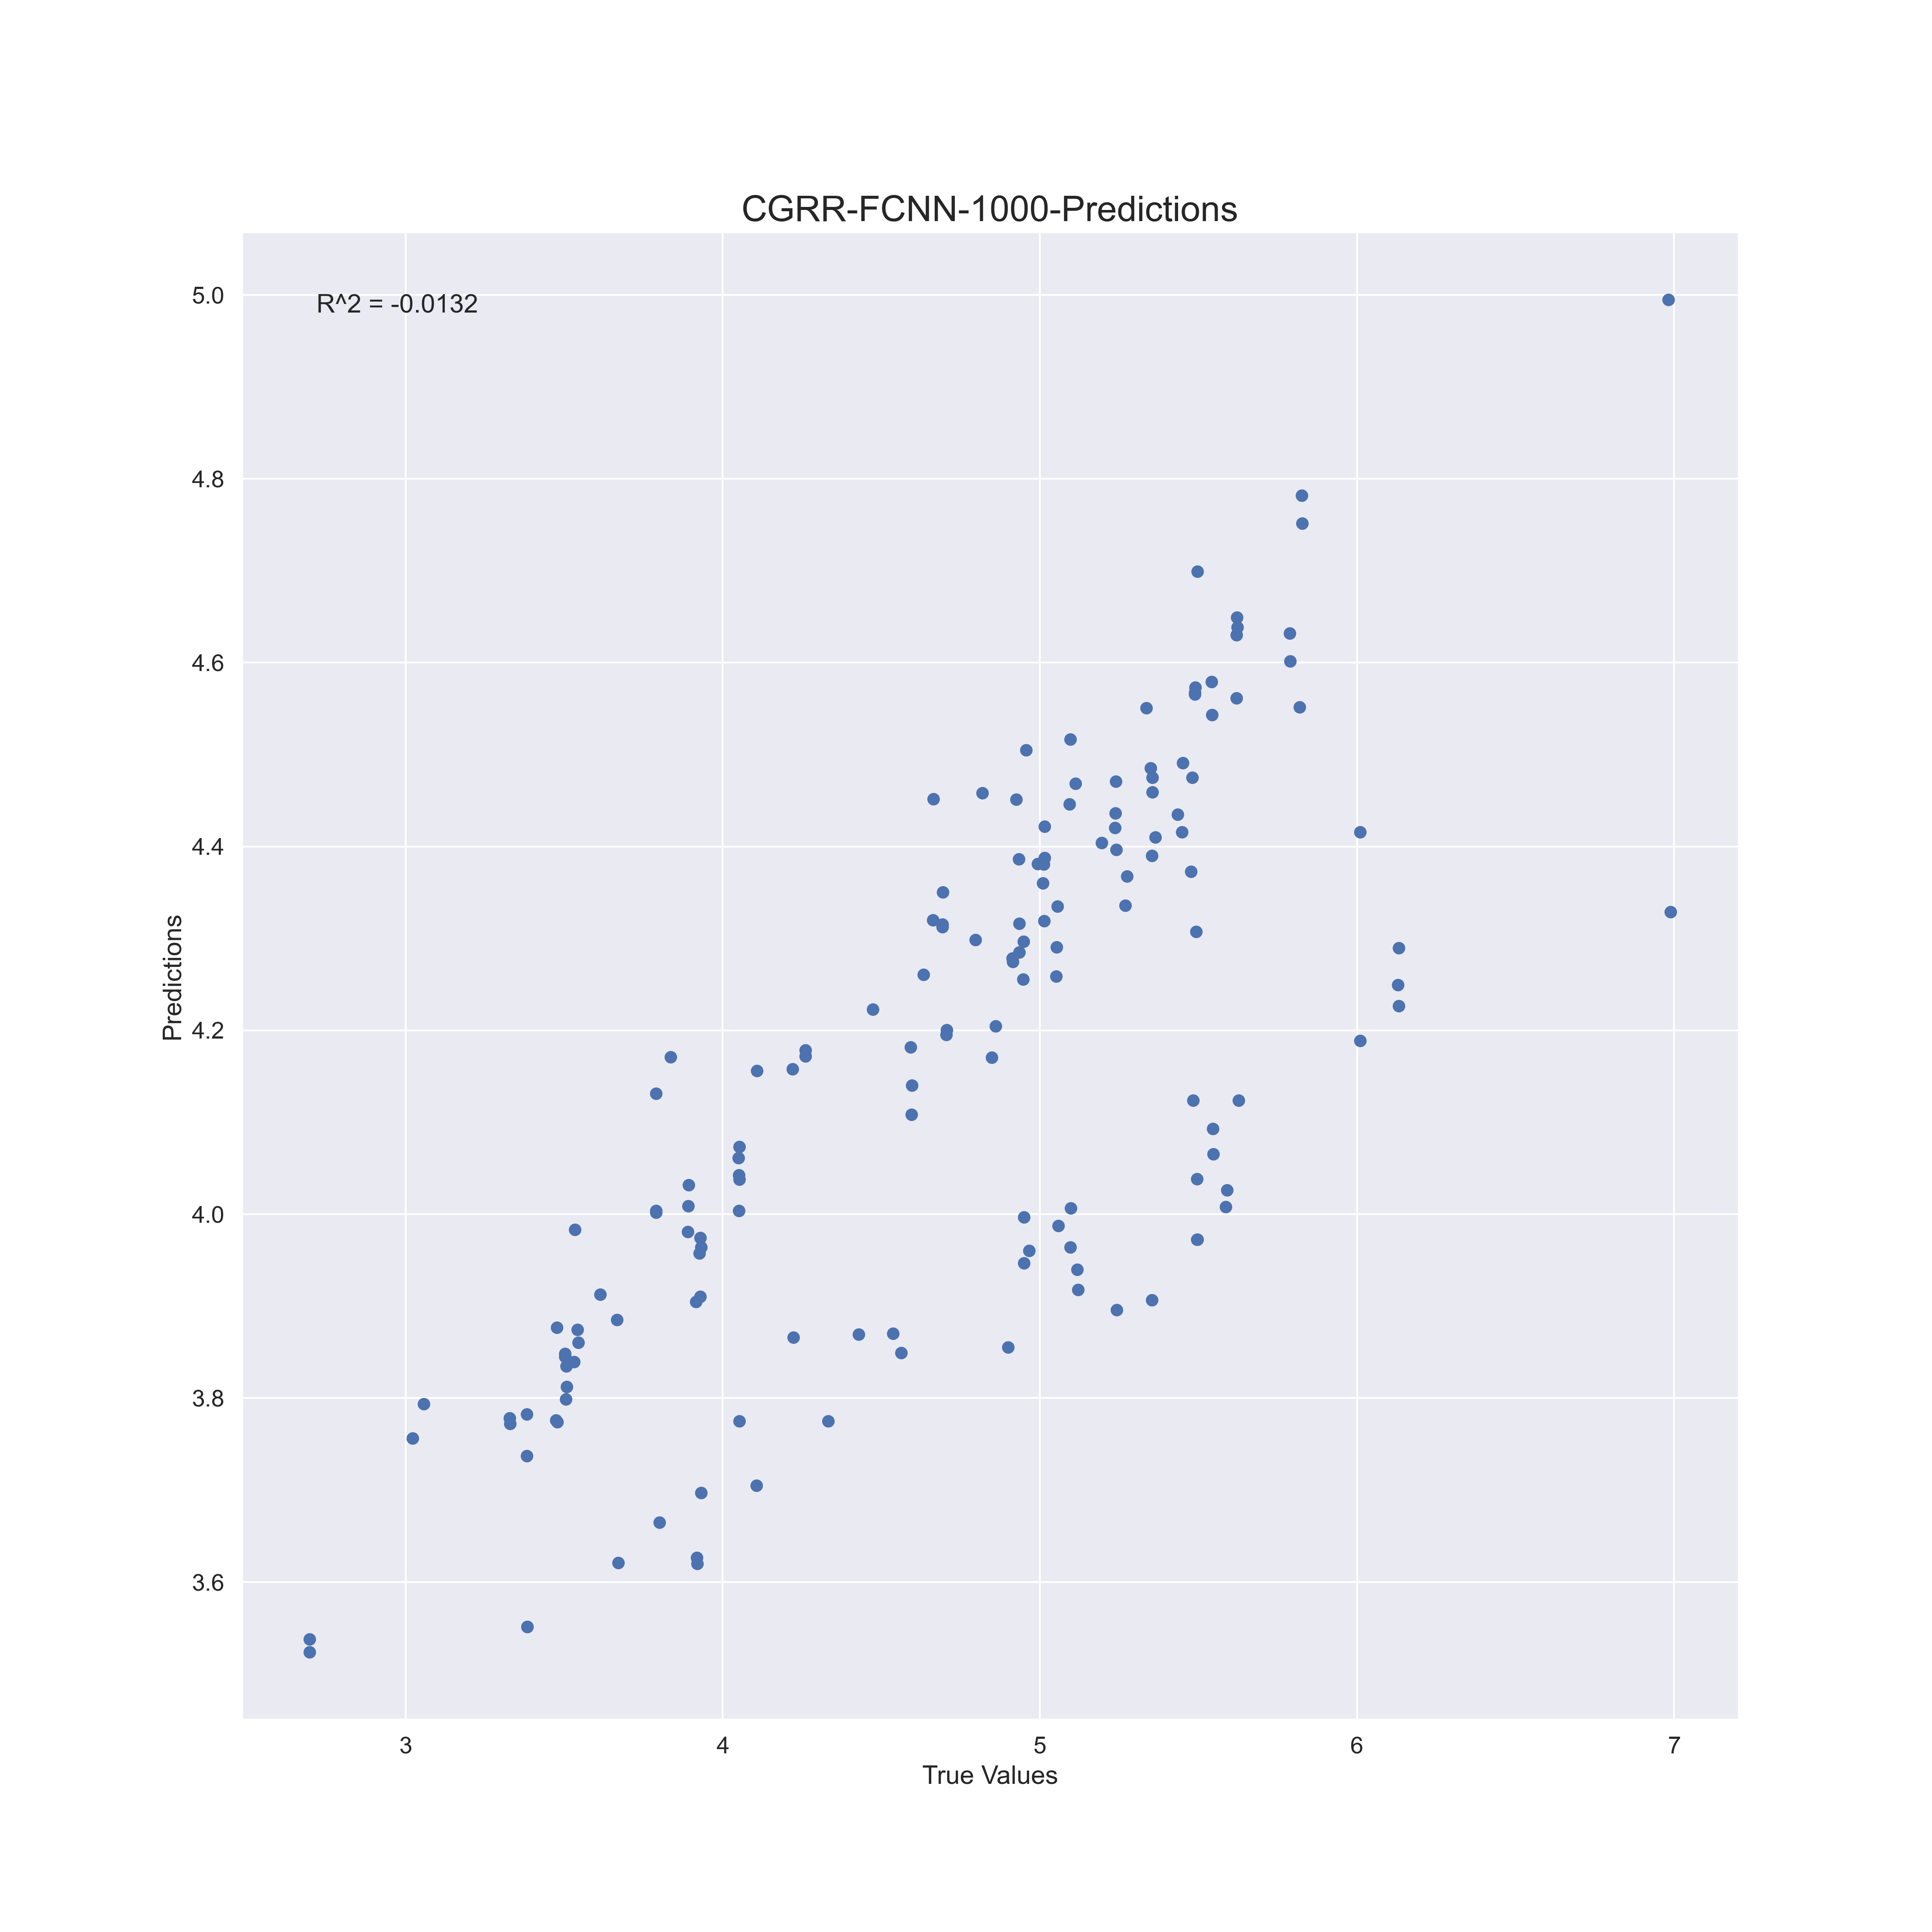 CGRR-FCNN-1000-Predictions
R^2 = -0.0132
5.0
4.8
4.6
4.4
4.2
4.0
3.8
3.6
Predictions
3 4 5 6 7
True Values